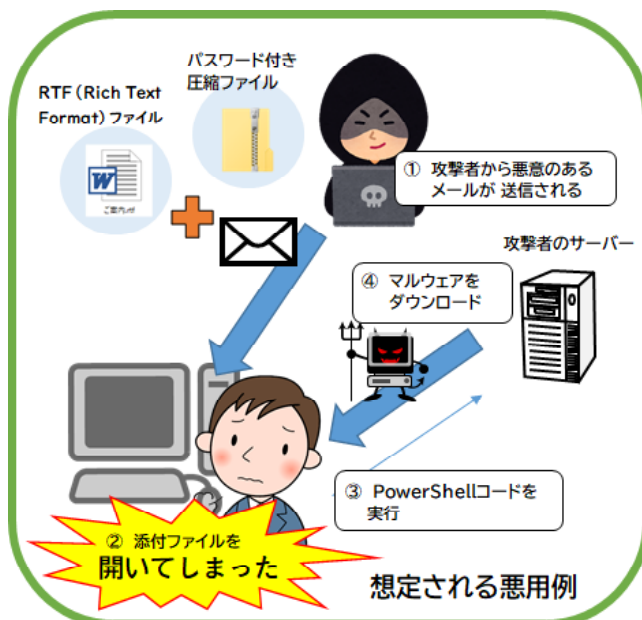 パスワード付き
圧縮ファイル
RTF（Rich Text
Format）ファイル
W
① 攻撃者から悪意のある
メールが 送信される
攻撃者のサーバー
④ マルウェアを
ダウンロード
③ PowerShellコードを
実行
② 添付ファイルを
開いてしまった
想定される悪用例